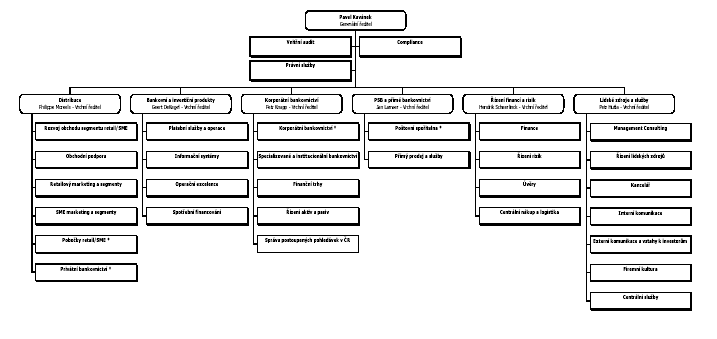 Pavel Kavánek
Generální ředitel
Vnitřní audit
Compliance
Právní služby
Distribuce
Philippe Moreels - Vrchní ředitel
Bankovní a investiční produkty
Geert DeKegel - Vrchní ředitel
Korporátní bankovnictví
Petr Knapp - Vrchní ředitel
PSB a přímé bankovnictví
Jan Lamser - Vrchní ředitel
Řízení financí a rizik
Hendrik Scheerlinck - Vrchní ředitel
Lidské zdroje a služby
Petr Hutla - Vrchní ředitel
Rozvoj obchodu segmentu retail/SME
Obchodní podpora
Retailový marketing a segmenty
SME marketing a segmenty
Pobočky retail/SME *
Privátní bankovnictví *
Platební služby a operace
Informační systémy
Operační excelence
Spotřební financování
Korporátní bankovnictví *
Specializované a institucionální bankovnictví
Finanční trhy
Řízení aktiv a pasiv
Správa postoupených pohledávek v ČR
Poštovní spořitelna *
Přímý prodej a služby
Finance
Řízení rizik
Úvěry
Centrální nákup a logistika
Management Consulting
Řízení lidských zdrojů
Kancelář
Interní komunikace
Externí komunikace a vztahy k investorům
Firemní kultura
Centrální služby